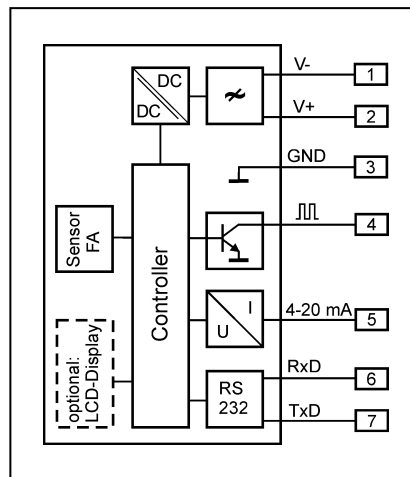 DC
DC
V-
1
V+
2
GND
3
Sensor
FA
Controller
4
optional:
LCD-Display
U
I
4-20 mA
5
RS
232
RxD
6
TxD
7